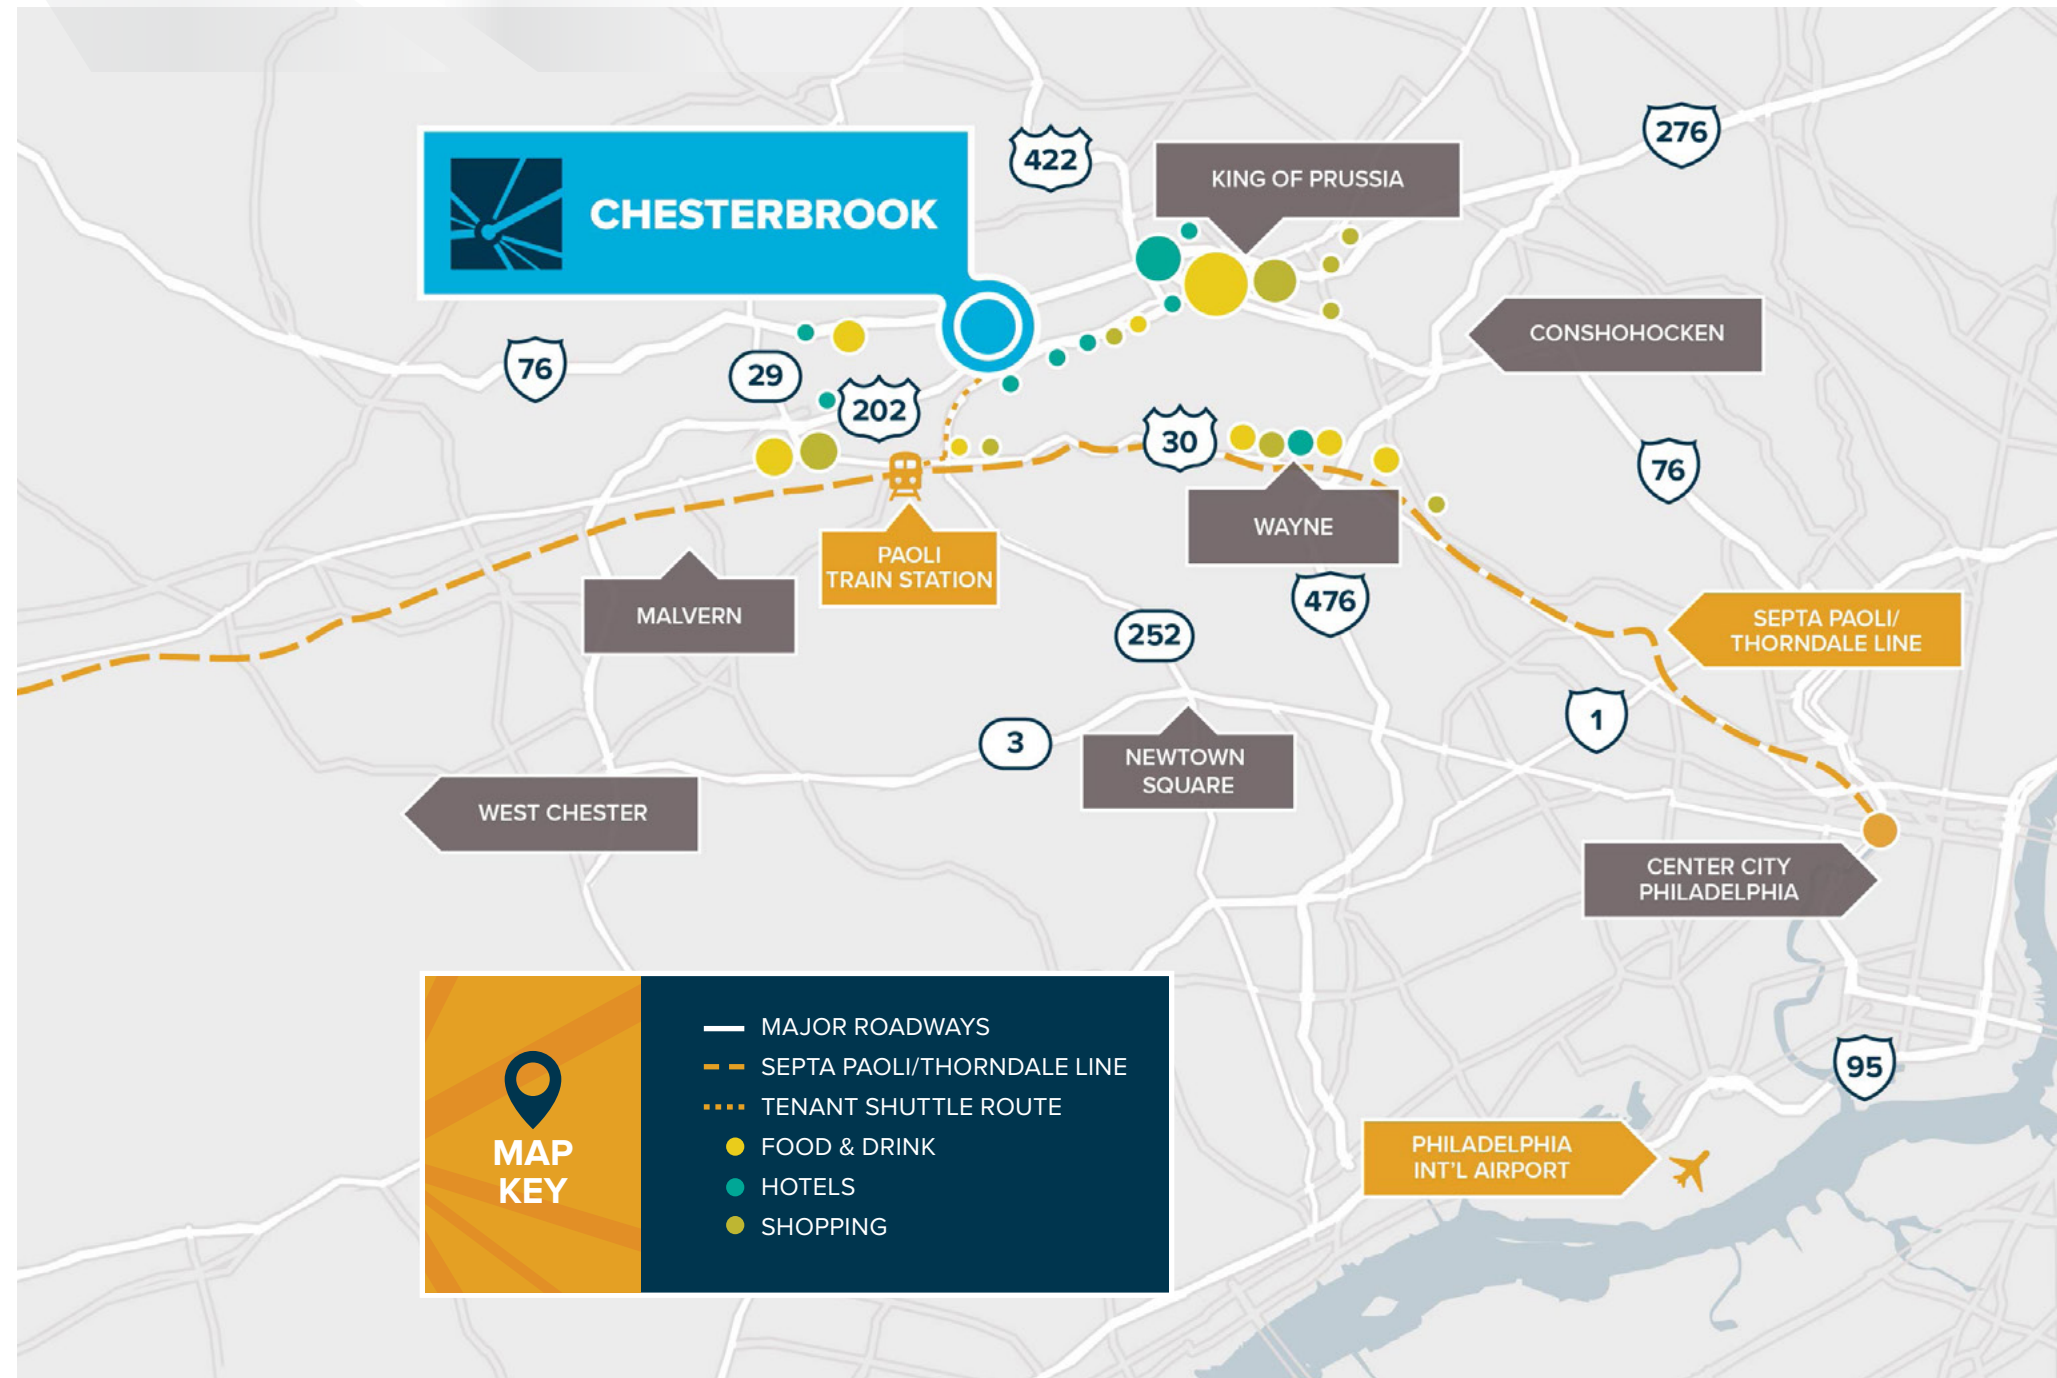 276
422
KING OF PRUSSIA
CHESTERBROOK
CONSHOHOCKEN
76
29
202
30
76
WAYNE
PAOLI
TRAIN STATION
476
MALVERN
252
SEPTA PAOLI/
THORNDALE LINE
1
3
NEWTOWN
SQUARE
WEST CHESTER
CENTER CITY
PHILADELPHIA
MAP
KEY
MAJOR ROADWAYS
SEPTA PAOLI/THORNDALE LINE
TENANT SHUTTLE ROUTE
FOOD & DRINK
HOTELS
SHOPPING
95
PHILADELPHIA
INT'L AIRPORT